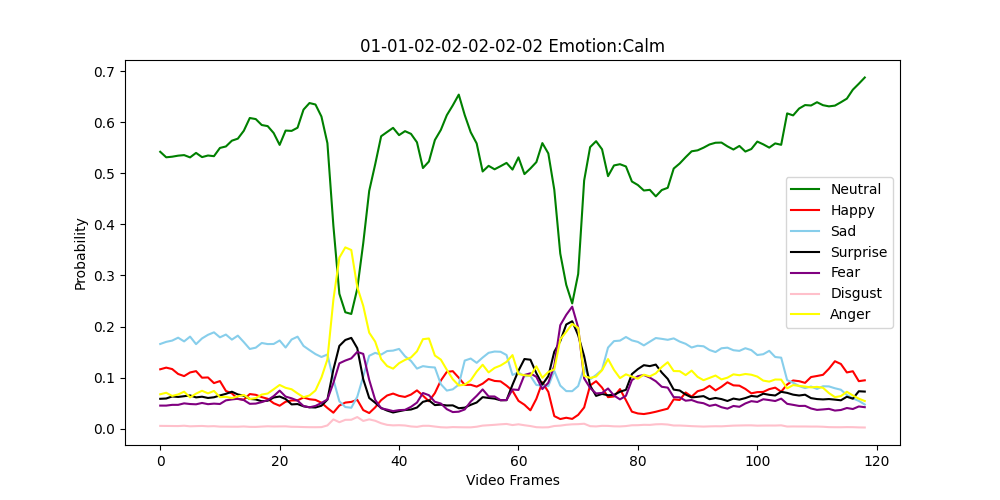 01-01-02-02-02-02-02 Emotion:Calm
Probability
0.7
0.6
0.5
0.4
0.3
0.2
0.1
0.0
Neutral
Happy
Sad
Surprise
Fear
Disgust
Anger
0 20 40 60 80 100 120
Video Frames